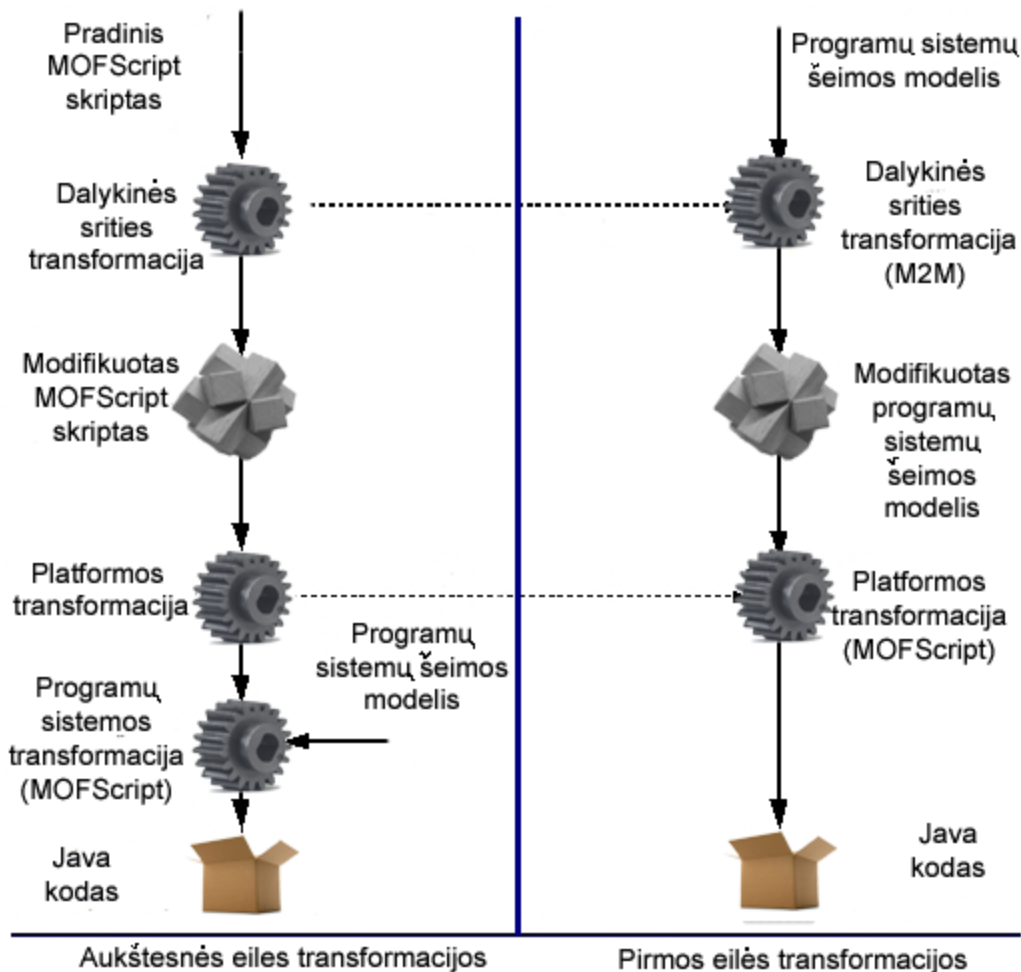 Pradinis
MOFScript
skriptas
Dalykinės
srities
transformacija
Modifikuotas
MOFScript
skriptas
Platformos
transformacija
Programų
sistemų šeimos
modelis
Programų
sistemos
transformacija
(MOFScript)
Java
kodas
Aukštesnės eiles transformacijos
Programų sistemų
šeimos modelis
Dalykinės
srities
transformacija
(M2M)
Modifikuotas
programų
sistemų
šeimos
modelis
Platformos
transformacija
(MOFScript)
Java
kodas
Pirmos eilės transformacijos